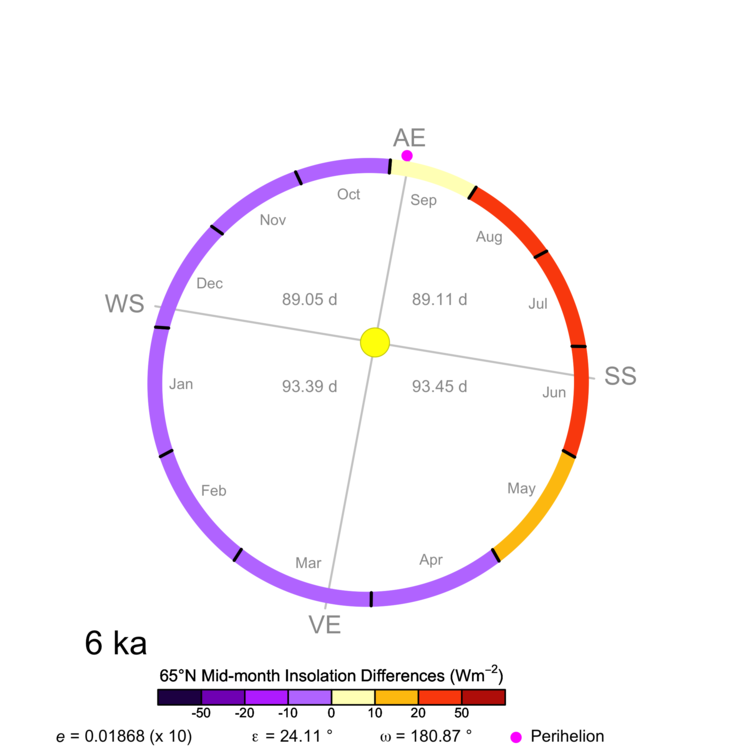 AE
Oct
Sep
Nov
Aug
Dec
89.05 d
89.11 d
Jul
WS
SS
Jan
93.39 d
93.45 d
Jun
Feb
May
Mar
Apr
VE
6 ka
65°N Mid-month Insolation Differences (Wm⁻²)
-50 -20 -10 0 10 20 50
e = 0.01868 (x 10) ε = 24.11 ° ω = 180.87 ° Perihelion